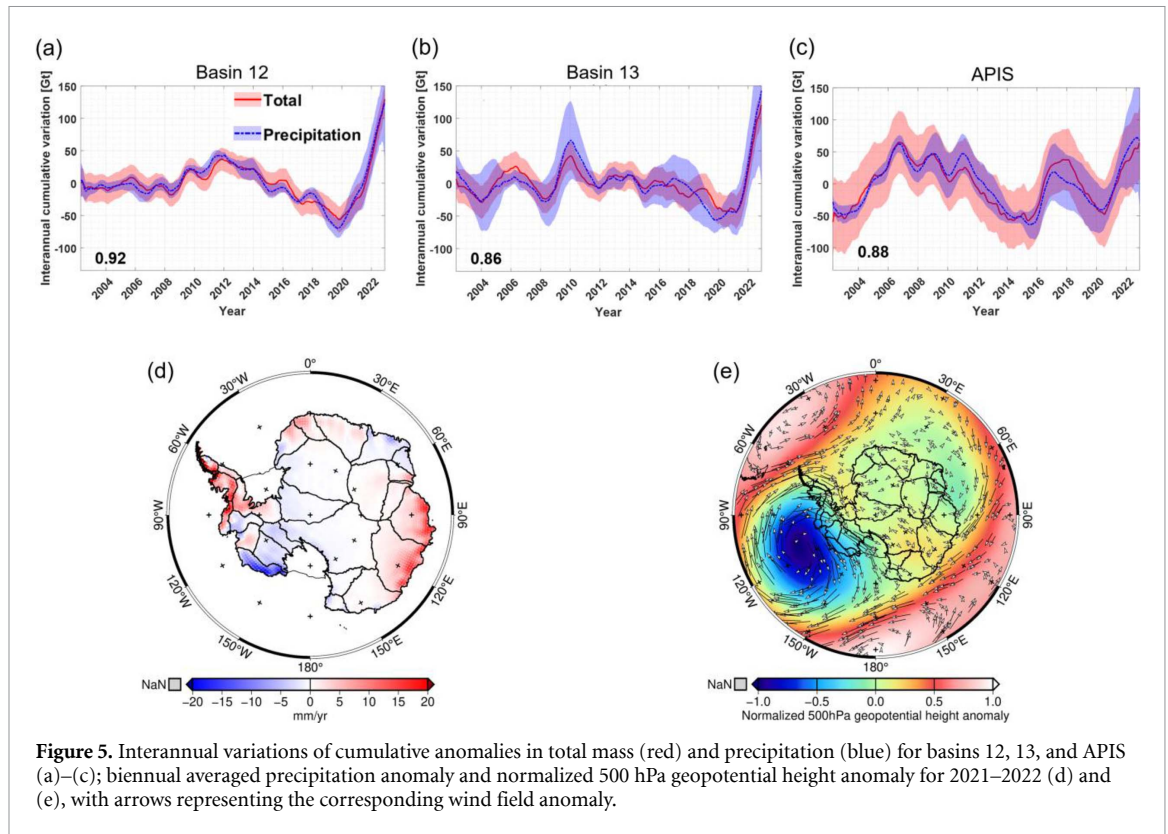 (a)
Basin 12
Interannual cumulative variation [Gt]
150
100
50
0
-50
-100
Total
Precipitation
0.92
2004 2006 2008 2010 2012 2014 2016 2018 2020 2022
Year
(b)
Basin 13
Interannual cumulative variation [Gt]
150
100
50
0
-50
-100
0.86
2004 2006 2008 2010 2012 2014 2016 2018 2020 2022
Year
(c)
APIS
Interannual cumulative variation [Gt]
150
100
50
0
-50
-100
0.88
2004 2006 2008 2010 2012 2014 2016 2018 2020 2022
Year
(d)
0°
30°W 30°E
60°W 60°E
90°W 90°E
120°W 120°E
150°W 150°E
180°
NaN
−20 −15 −10 −5 0 5 10 15 20
mm/yr
(e)
0°
30°W 30°E
60°W 60°E
90°W 90°E
120°W 120°E
150°W 150°E
180°
NaN
−1.0 −0.5 0.0 0.5 1.0
Normalized 500hPa geopotential height anomaly
Figure 5. Interannual variations of cumulative anomalies in total mass (red) and precipitation (blue) for basins 12, 13, and APIS
(a)–(c); biennual averaged precipitation anomaly and normalized 500 hPa geopotential height anomaly for 2021–2022 (d) and
(e), with arrows representing the corresponding wind field anomaly.